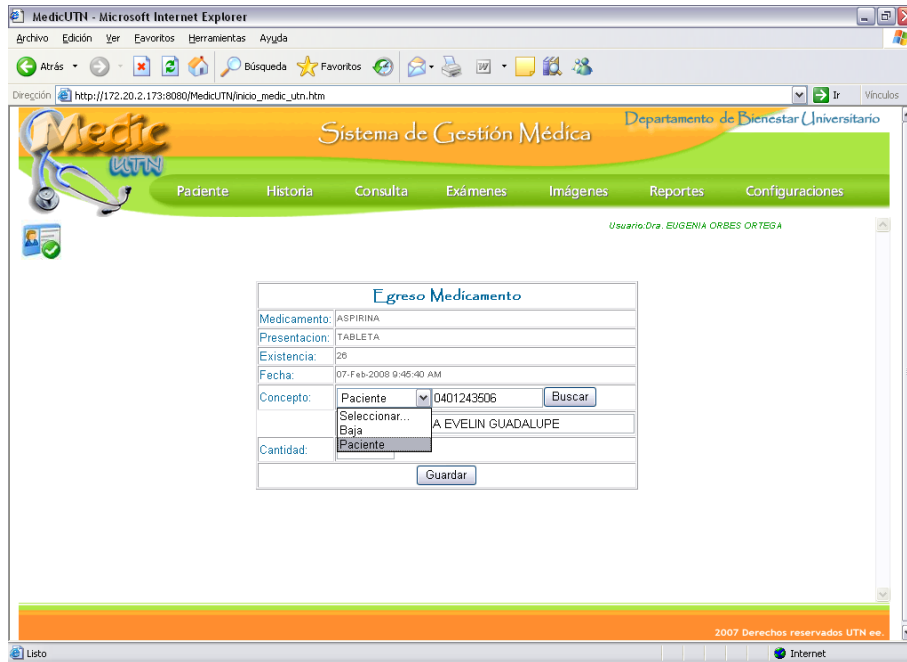 MedicUTN - Microsoft Internet Explorer
Archivo Edición Ver Favoritos Herramientas Ayuda
Atrás Búsqueda Favoritos
Dirección http://172.20.2.173:8080/MedicUTN/inicio_medic_utn.htm Ir Vínculos
Medic
UTN
Sistema de Gestión Médica
Departamento de Bienestar Universitario
Paciente Historia Consulta Exámenes Imágenes Reportes Configuraciones
Usuario:Dra. EUGENIA ORBES ORTEGA
Egreso Medicamento
Medicamento: ASPIRINA
Presentacion: TABLETA
Existencia: 26
Fecha: 07-Feb-2008 9:45:40 AM
Concepto: Paciente 0401243506 Buscar
Seleccionar...
A EVELIN GUADALUPE
Baja
Paciente
Cantidad:
Guardar
2007 Derechos reservados UTN ee.
Listo Internet